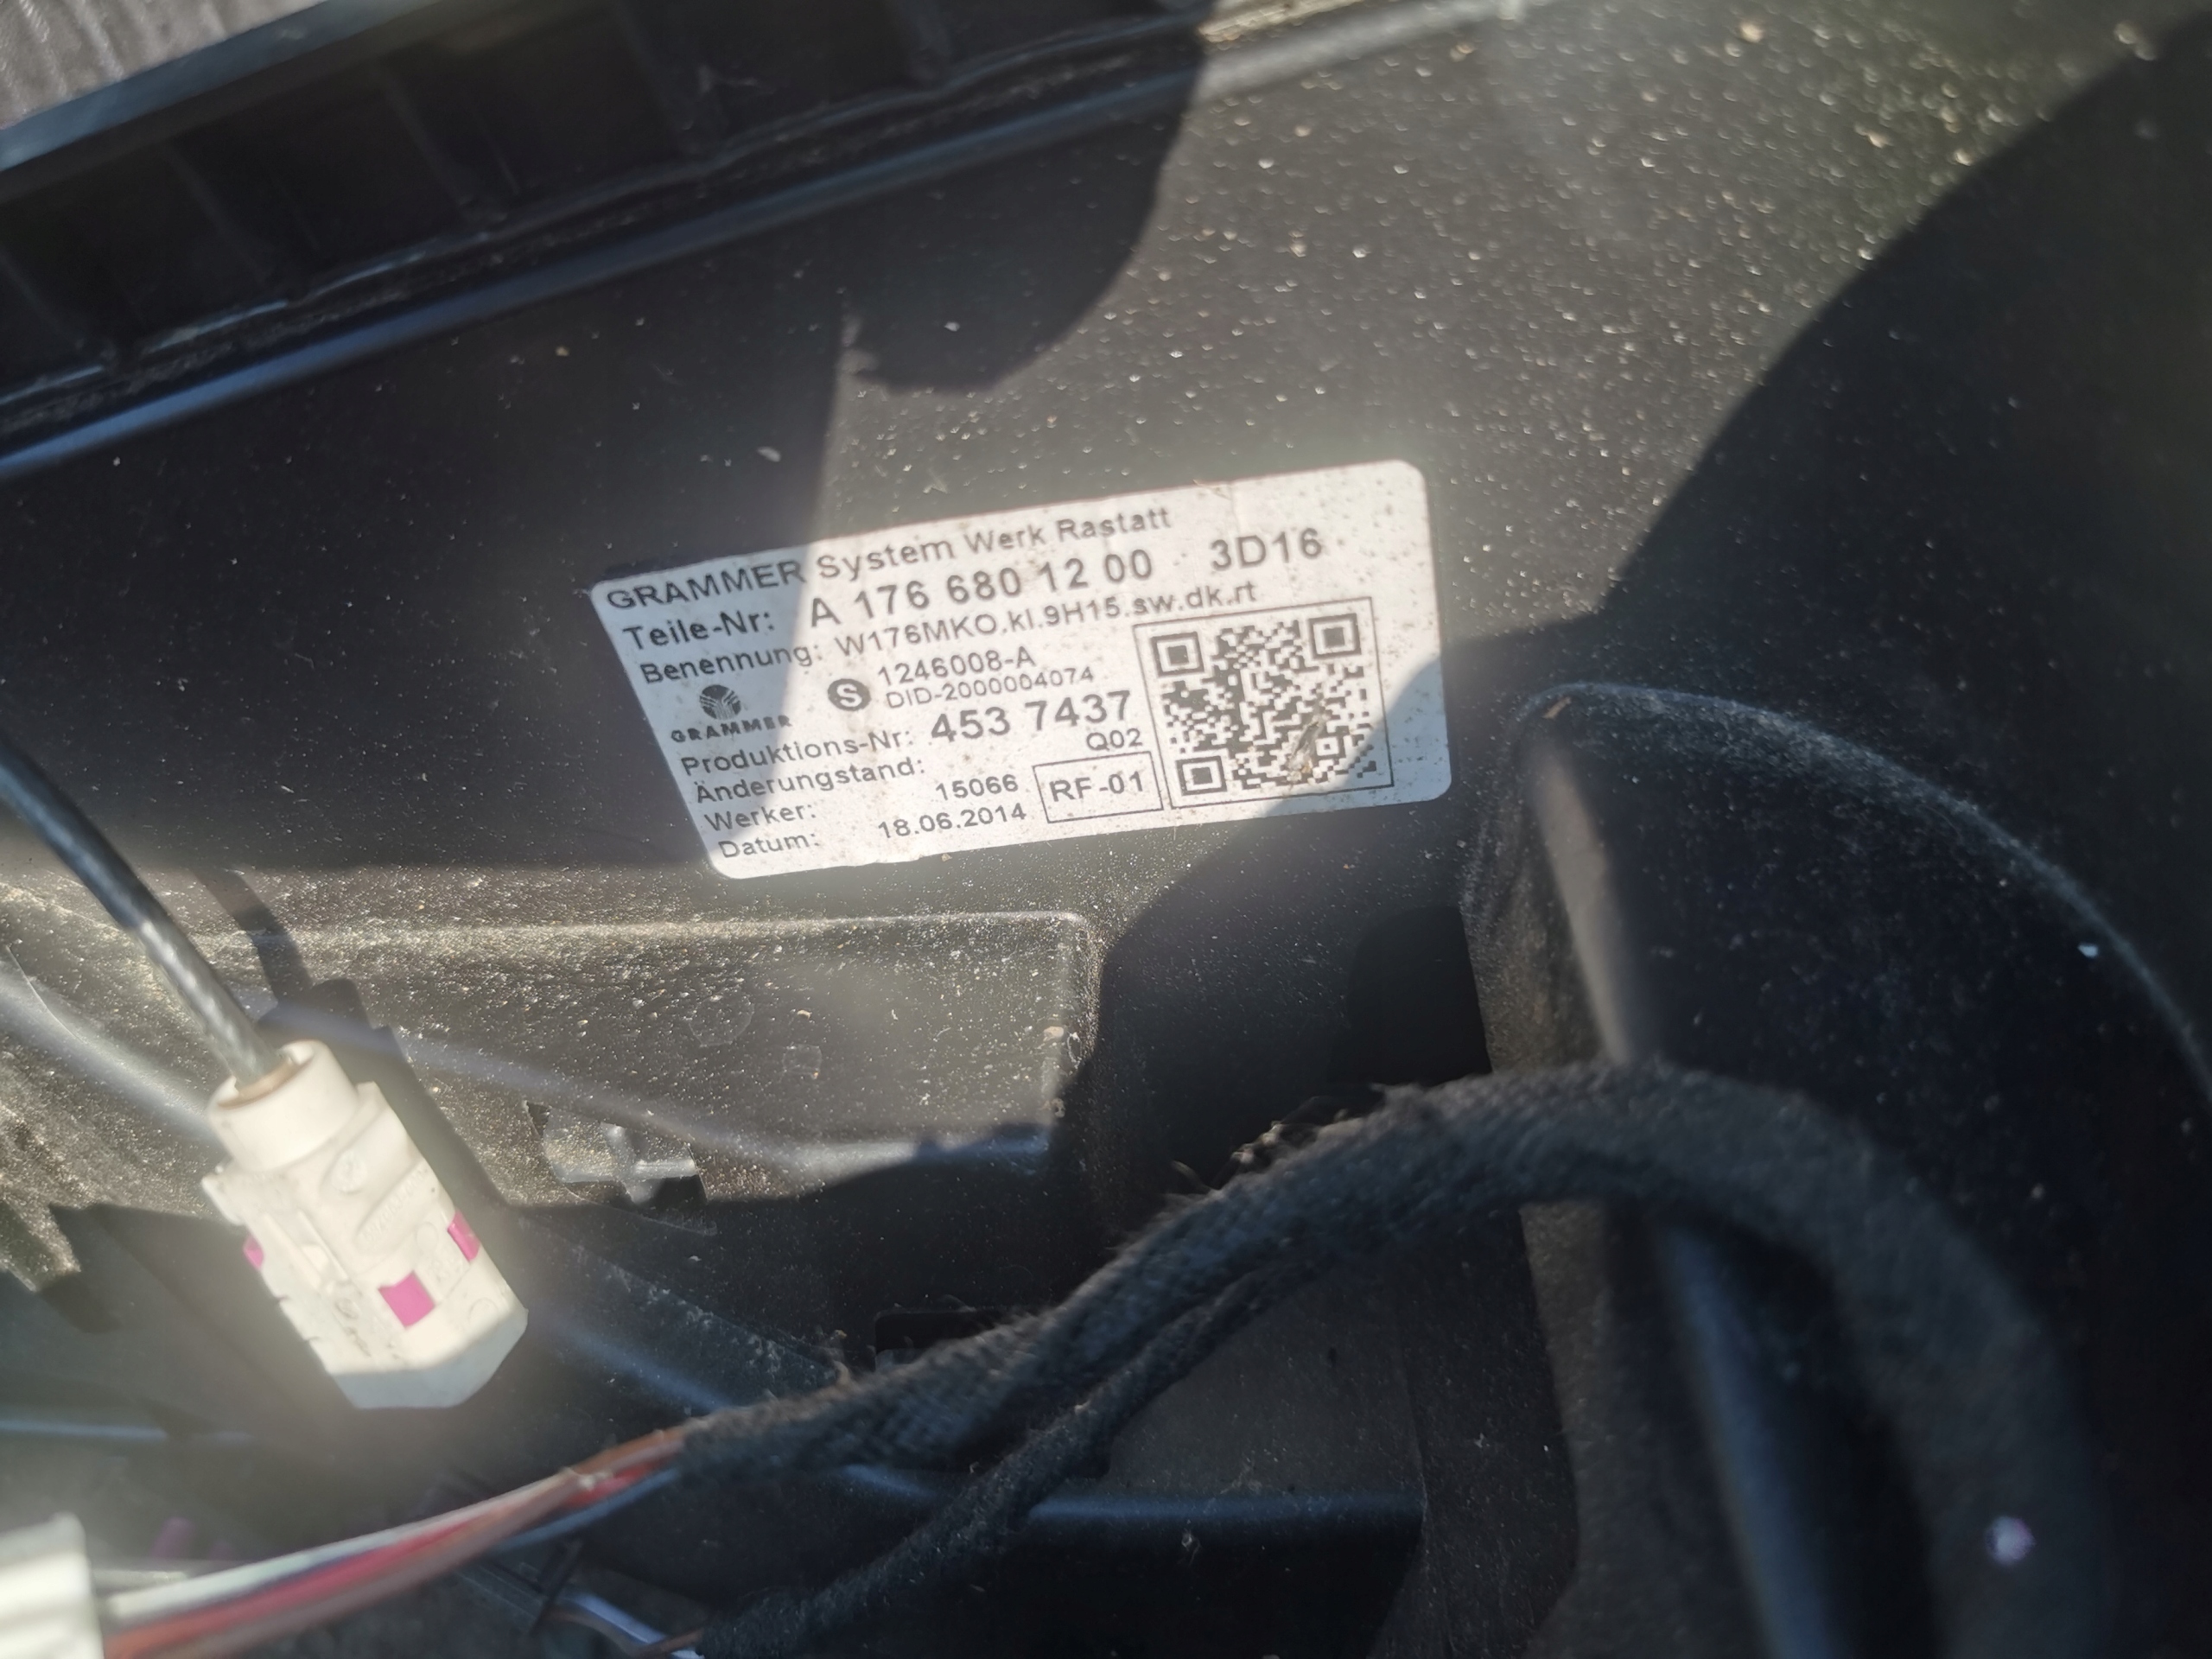 GRAMMER System Werk Rastatt
Teile-Nr: A 176 680 12 00 3D16
Benennung: W176MKO.kl.9H15.sw.dk.rt
GRAMMER
S 1246008-A
DID-2000004074
Produktions-Nr: 453 7437
Änderungstand: Q02
Werker: 15066
Datum: 18.06.2014
RF-01